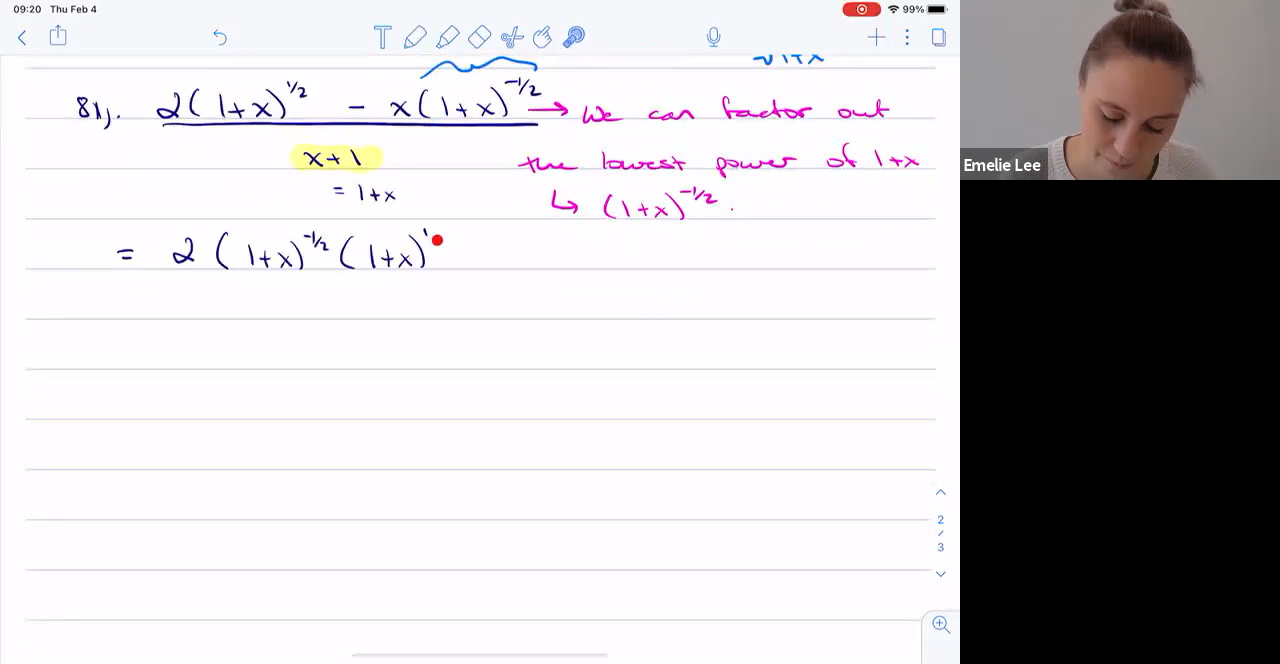 09:20 Thu Feb 4
99%
√1+x
81). 2(1+x)^1/2 - x(1+x)^-1/2 → We can factor out
x+1 the lowest power of 1+x
= 1+x ↳ (1+x)^-1/2.
= 2 (1+x)^-1/2 (1+x)^1
Emelie Lee
2
/
3